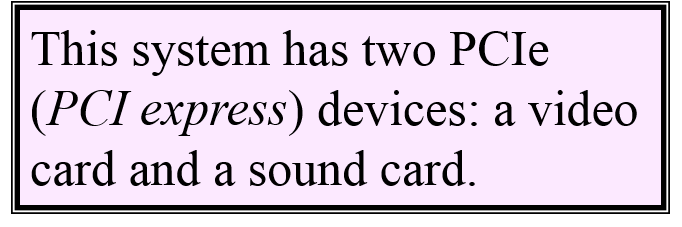 This system has two PCIe
(PCI express) devices: a video
card and a sound card.